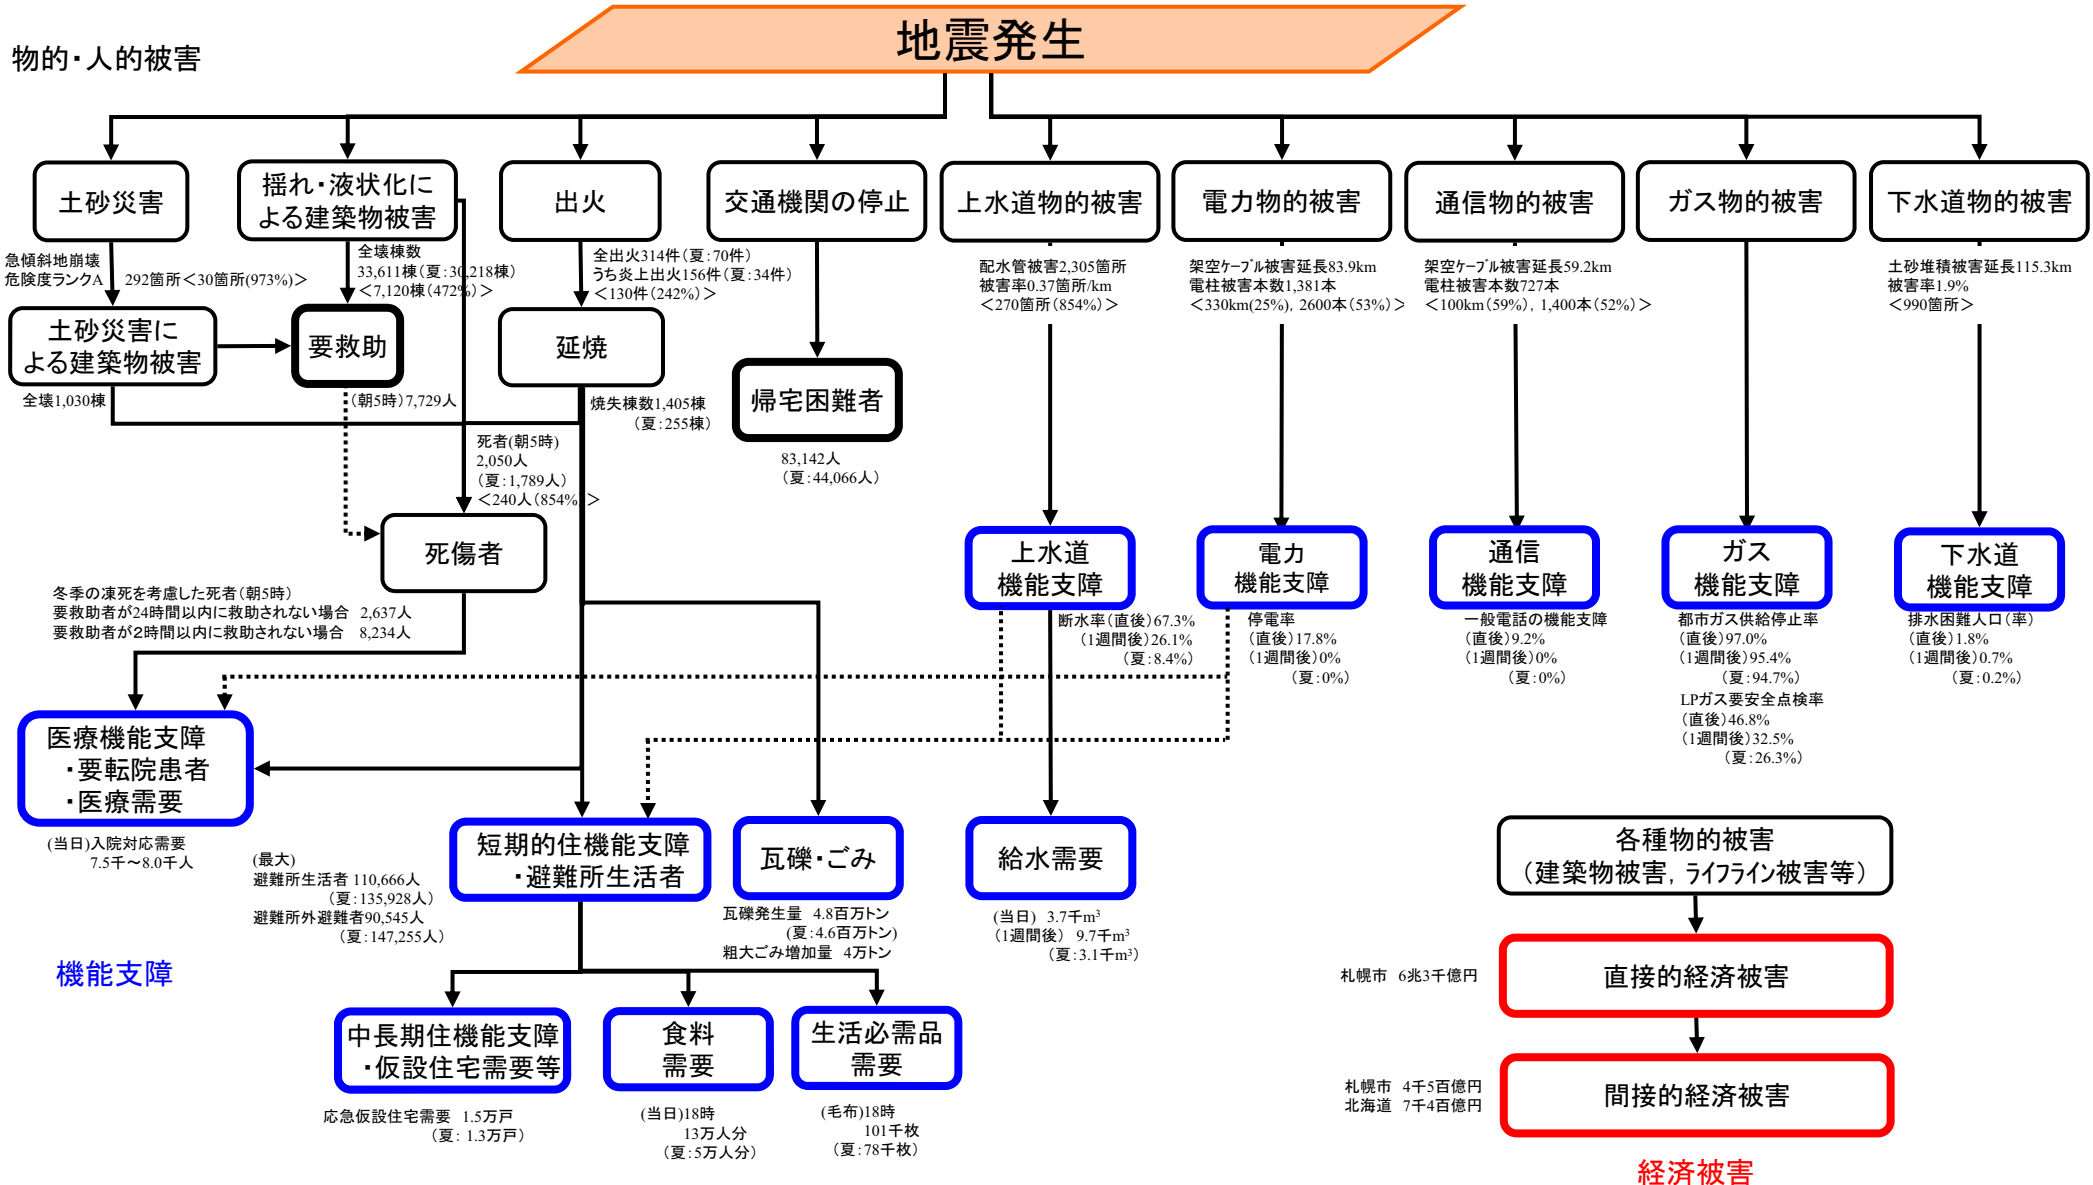 地震発生
物的・人的被害
土砂災害
揺れ・液状化に
よる建築物被害
出火
交通機関の停止
上水道物的被害
電力物的被害
通信物的被害
ガス物的被害
下水道物的被害
急傾斜地崩壊
危険度ランクA
292箇所＜30箇所(973%)＞
全壊棟数
33,611棟(夏:30,218棟)
＜7,120棟(472%)＞
全出火314件(夏:70件)
うち炎上出火156件(夏:34件)
＜130件(242%)＞
配水管被害2,305箇所
被害率0.37箇所/km
＜270箇所(854%)＞
架空ケーブル被害延長83.9km
電柱被害本数1,381本
＜330km(25%), 2600本(53%)＞
架空ケーブル被害延長59.2km
電柱被害本数727本
＜100km(59%), 1,400本(52%)＞
土砂堆積被害延長115.3km
被害率1.9%
＜990箇所＞
土砂災害に
よる建築物被害
要救助
延焼
帰宅困難者
全壊1,030棟
(朝5時)7,729人
焼失棟数1,405棟
(夏:255棟)
83,142人
(夏:44,066人)
死者(朝5時)
2,050人
(夏:1,789人)
＜240人(854%)＞
死傷者
上水道
機能支障
電力
機能支障
通信
機能支障
ガス
機能支障
下水道
機能支障
冬季の凍死を考慮した死者(朝5時)
要救助者が24時間以内に救助されない場合 2,637人
要救助者が２時間以内に救助されない場合 8,234人
断水率(直後)67.3%
(1週間後)26.1%
(夏:8.4%)
停電率
(直後)17.8%
(1週間後)0%
(夏:0%)
一般電話の機能支障
(直後)9.2%
(1週間後)0%
(夏:0%)
都市ガス供給停止率
(直後)97.0%
(1週間後)95.4%
(夏:94.7%)
LPガス要安全点検率
(直後)46.8%
(1週間後)32.5%
(夏:26.3%)
排水困難人口(率)
(直後)1.8%
(1週間後)0.7%
(夏:0.2%)
医療機能支障
・要転院患者
・医療需要
(当日)入院対応需要
7.5千～8.0千人
短期的住機能支障
・避難所生活者
瓦礫・ごみ
給水需要
(最大)
避難所生活者 110,666人
(夏:135,928人)
避難所外避難者90,545人
(夏:147,255人)
瓦礫発生量 4.8百万トン
(夏:4.6百万トン)
粗大ごみ増加量 4万トン
(当日) 3.7千m³
(1週間後) 9.7千m³
(夏:3.1千m³)
各種物的被害
(建築物被害, ライフライン被害等)
機能支障
札幌市 6兆3千億円
直接的経済被害
中長期住機能支障
・仮設住宅需要等
食料
需要
生活必需品
需要
札幌市 4千5百億円
北海道 7千4百億円
間接的経済被害
応急仮設住宅需要 1.5万戸
(夏: 1.3万戸)
(当日)18時
13万人分
(夏:5万人分)
(毛布)18時
101千枚
(夏:78千枚)
経済被害